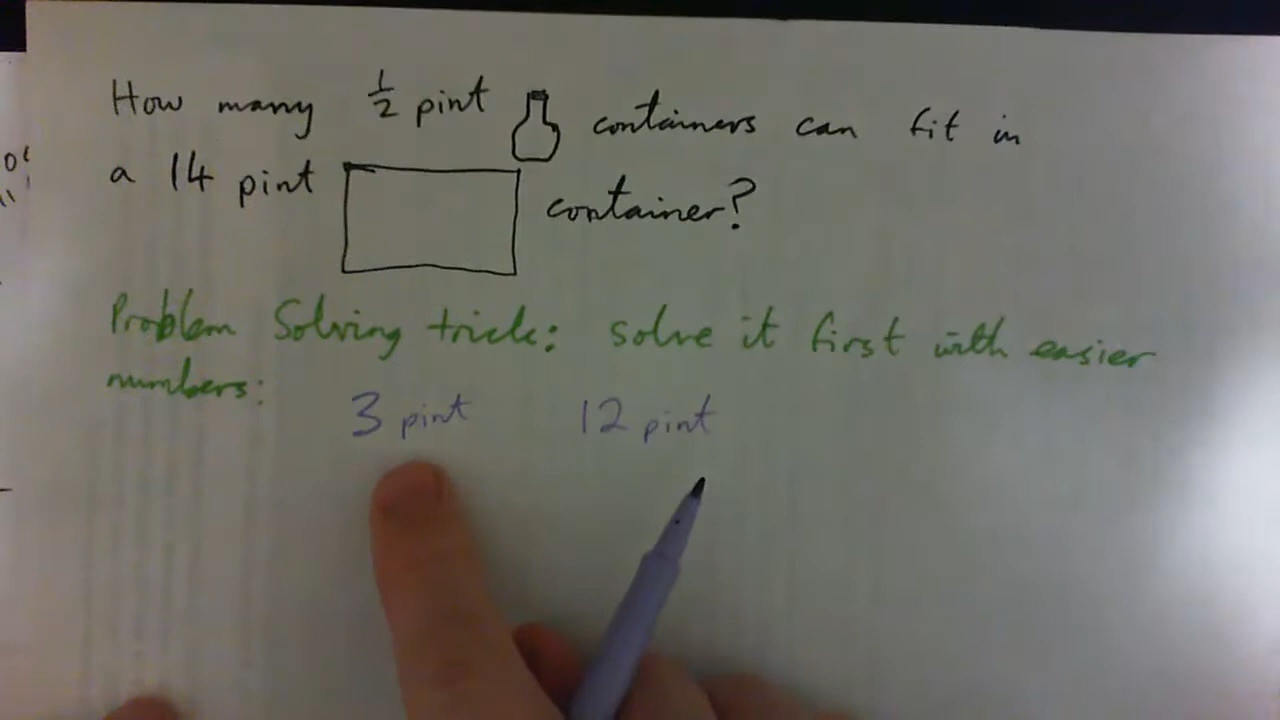 How many ½ pint containers can fit in
a 14 pint container?
Problem Solving trick: solve it first with easier
numbers:
3 pint 12 pint